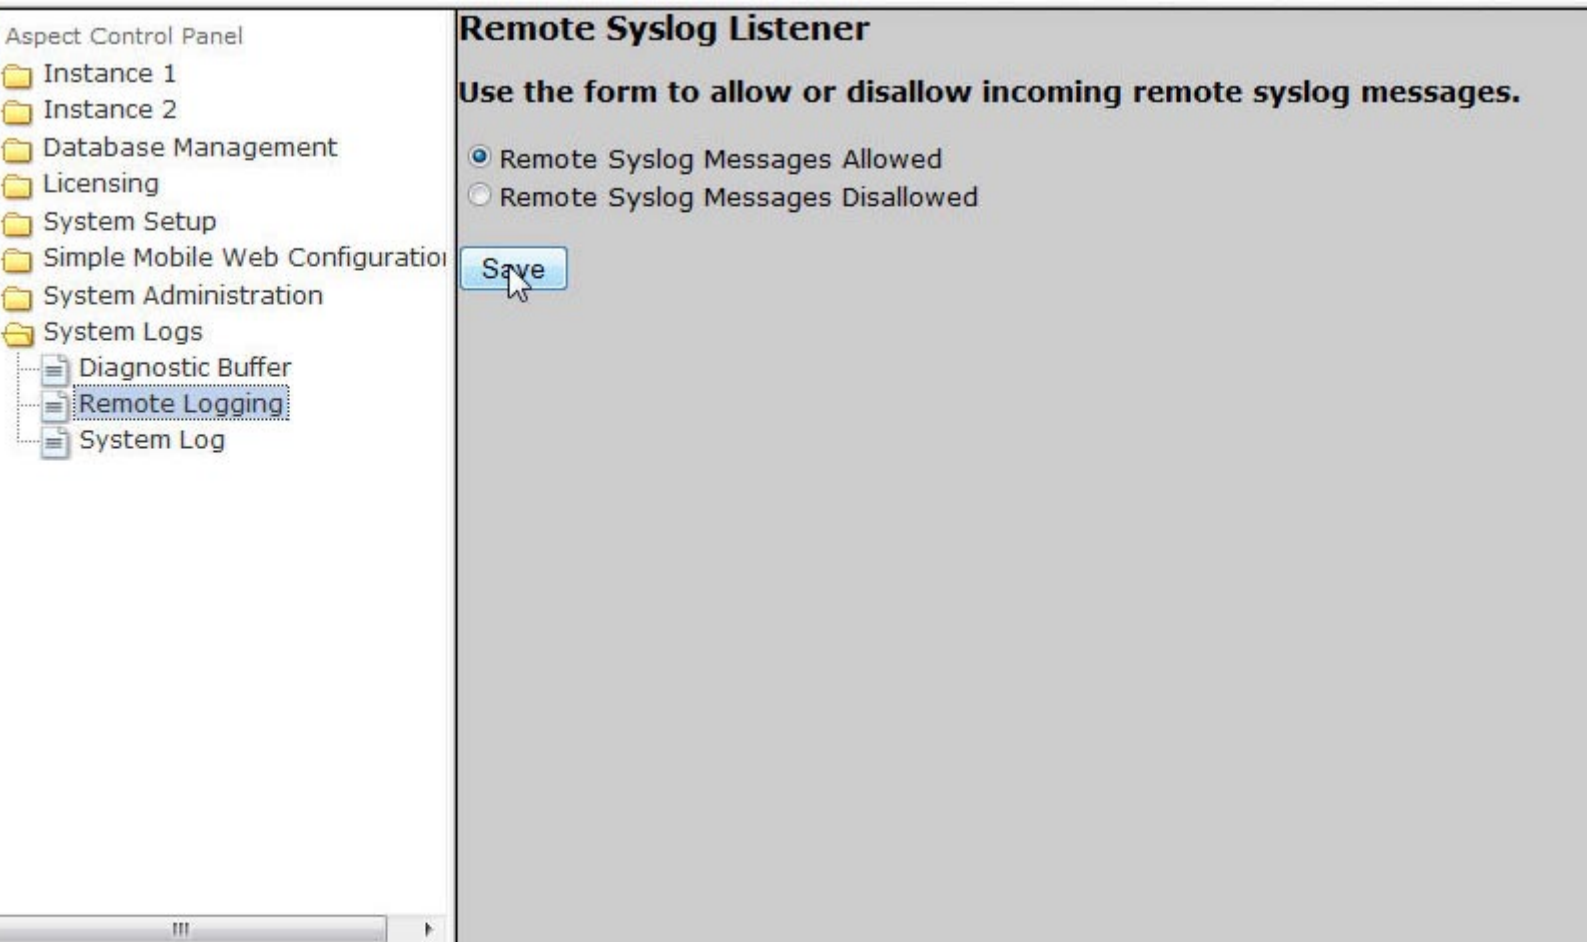 Aspect Control Panel
Instance 1
Instance 2
Database Management
Licensing
System Setup
Simple Mobile Web Configuration
System Administration
System Logs
Diagnostic Buffer
Remote Logging
System Log
Remote Syslog Listener
Use the form to allow or disallow incoming remote syslog messages.
Remote Syslog Messages Allowed
Remote Syslog Messages Disallowed
Save